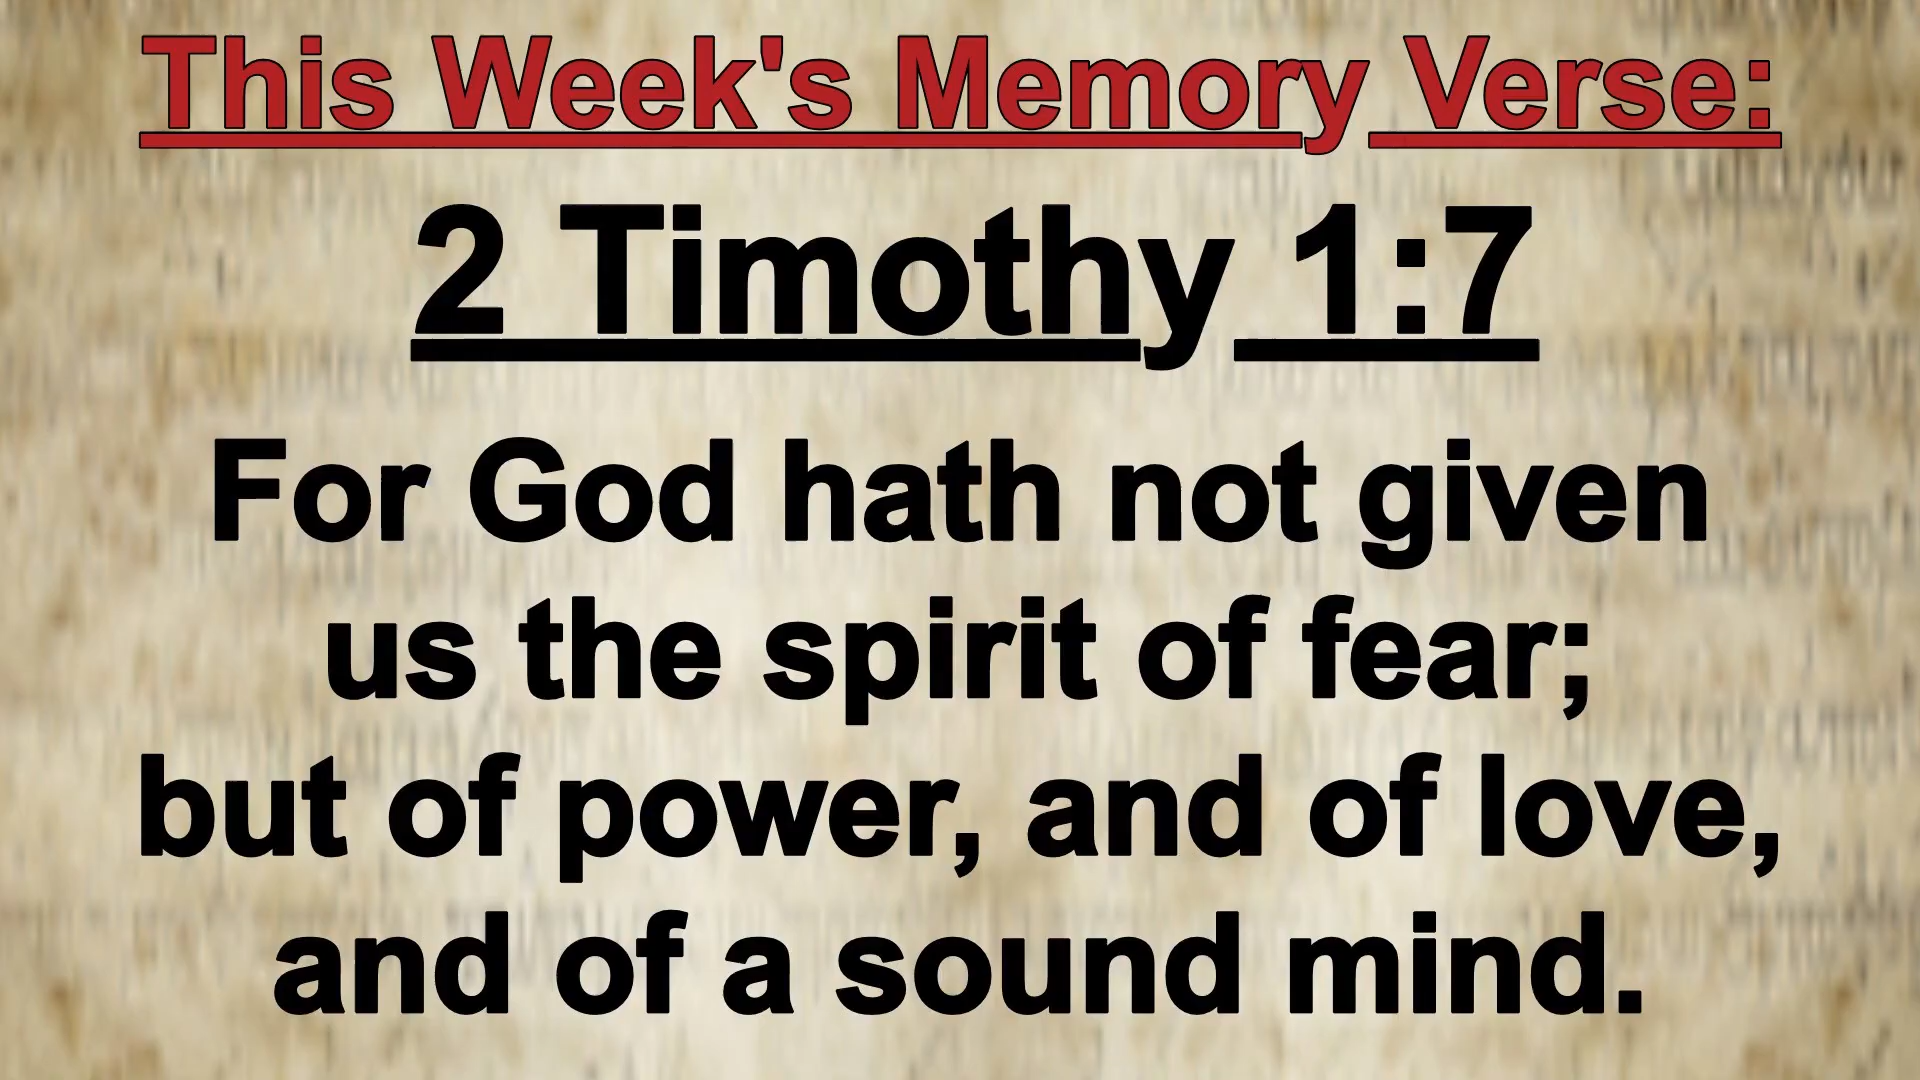 This Week's Memory Verse:
2 Timothy 1:7
For God hath not given
us the spirit of fear;
but of power, and of love,
and of a sound mind.